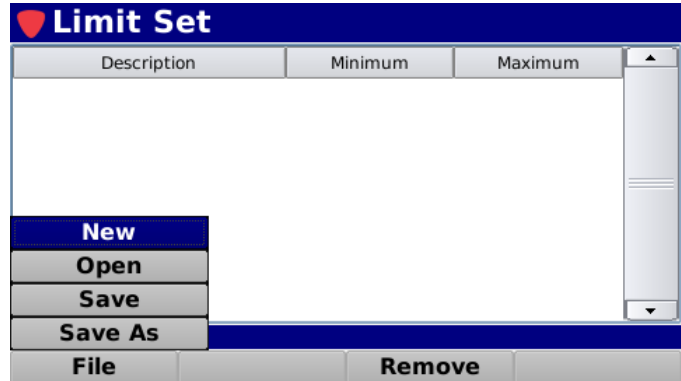 Limit Set
Description Minimum Maximum
New
Open
Save
Save As
File Remove